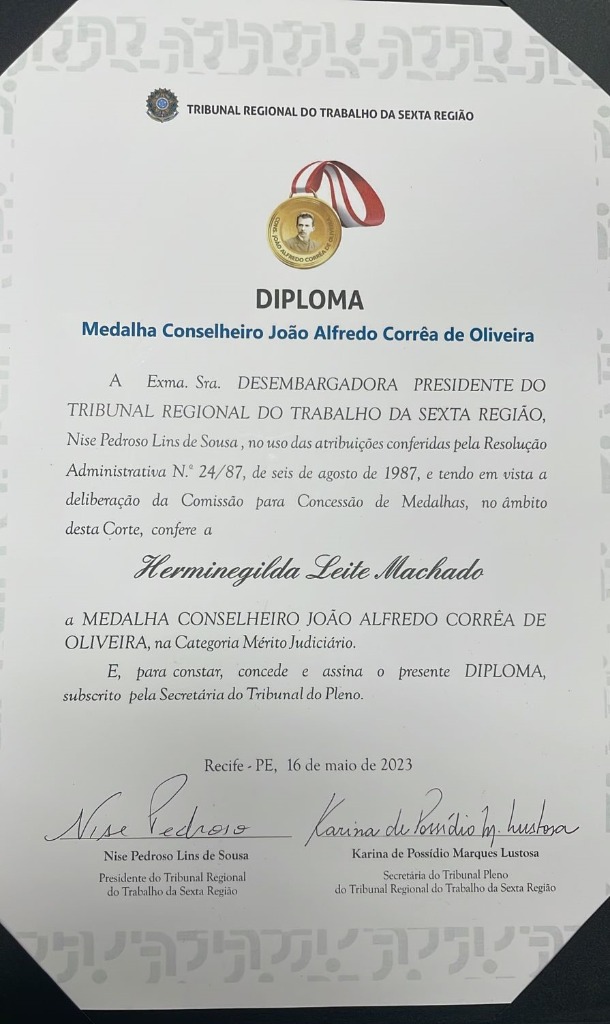 TRIBUNAL REGIONAL DO TRABALHO DA SEXTA REGIÃO
CONS. JOÃO ALFREDO CORRÊA DE OLIVEIRA
DIPLOMA
Medalha Conselheiro João Alfredo Corrêa de Oliveira
A Exma. Sra. DESEMBARGADORA PRESIDENTE DO
TRIBUNAL REGIONAL DO TRABALHO DA SEXTA REGIÃO,
Nise Pedroso Lins de Sousa , no uso das atribuições conferidas pela Resolução
Administrativa N.º 24/87, de seis de agosto de 1987, e tendo em vista a
deliberação da Comissão para Concessão de Medalhas, no âmbito
desta Corte, confere a
Herminegilda Leite Machado
a MEDALHA CONSELHEIRO JOÃO ALFREDO CORRÊA DE
OLIVEIRA, na Categoria Mérito Judiciário.
E, para constar, concede e assina o presente DIPLOMA,
subscrito pela Secretária do Tribunal do Pleno.
Recife - PE, 16 de maio de 2023
Nise Pedroso
Karina de Possídio M. Lustosa
Nise Pedroso Lins de Sousa
Presidente do Tribunal Regional
do Trabalho da Sexta Região
Karina de Possídio Marques Lustosa
Secretária do Tribunal Pleno
do Tribunal Regional do Trabalho da Sexta Região